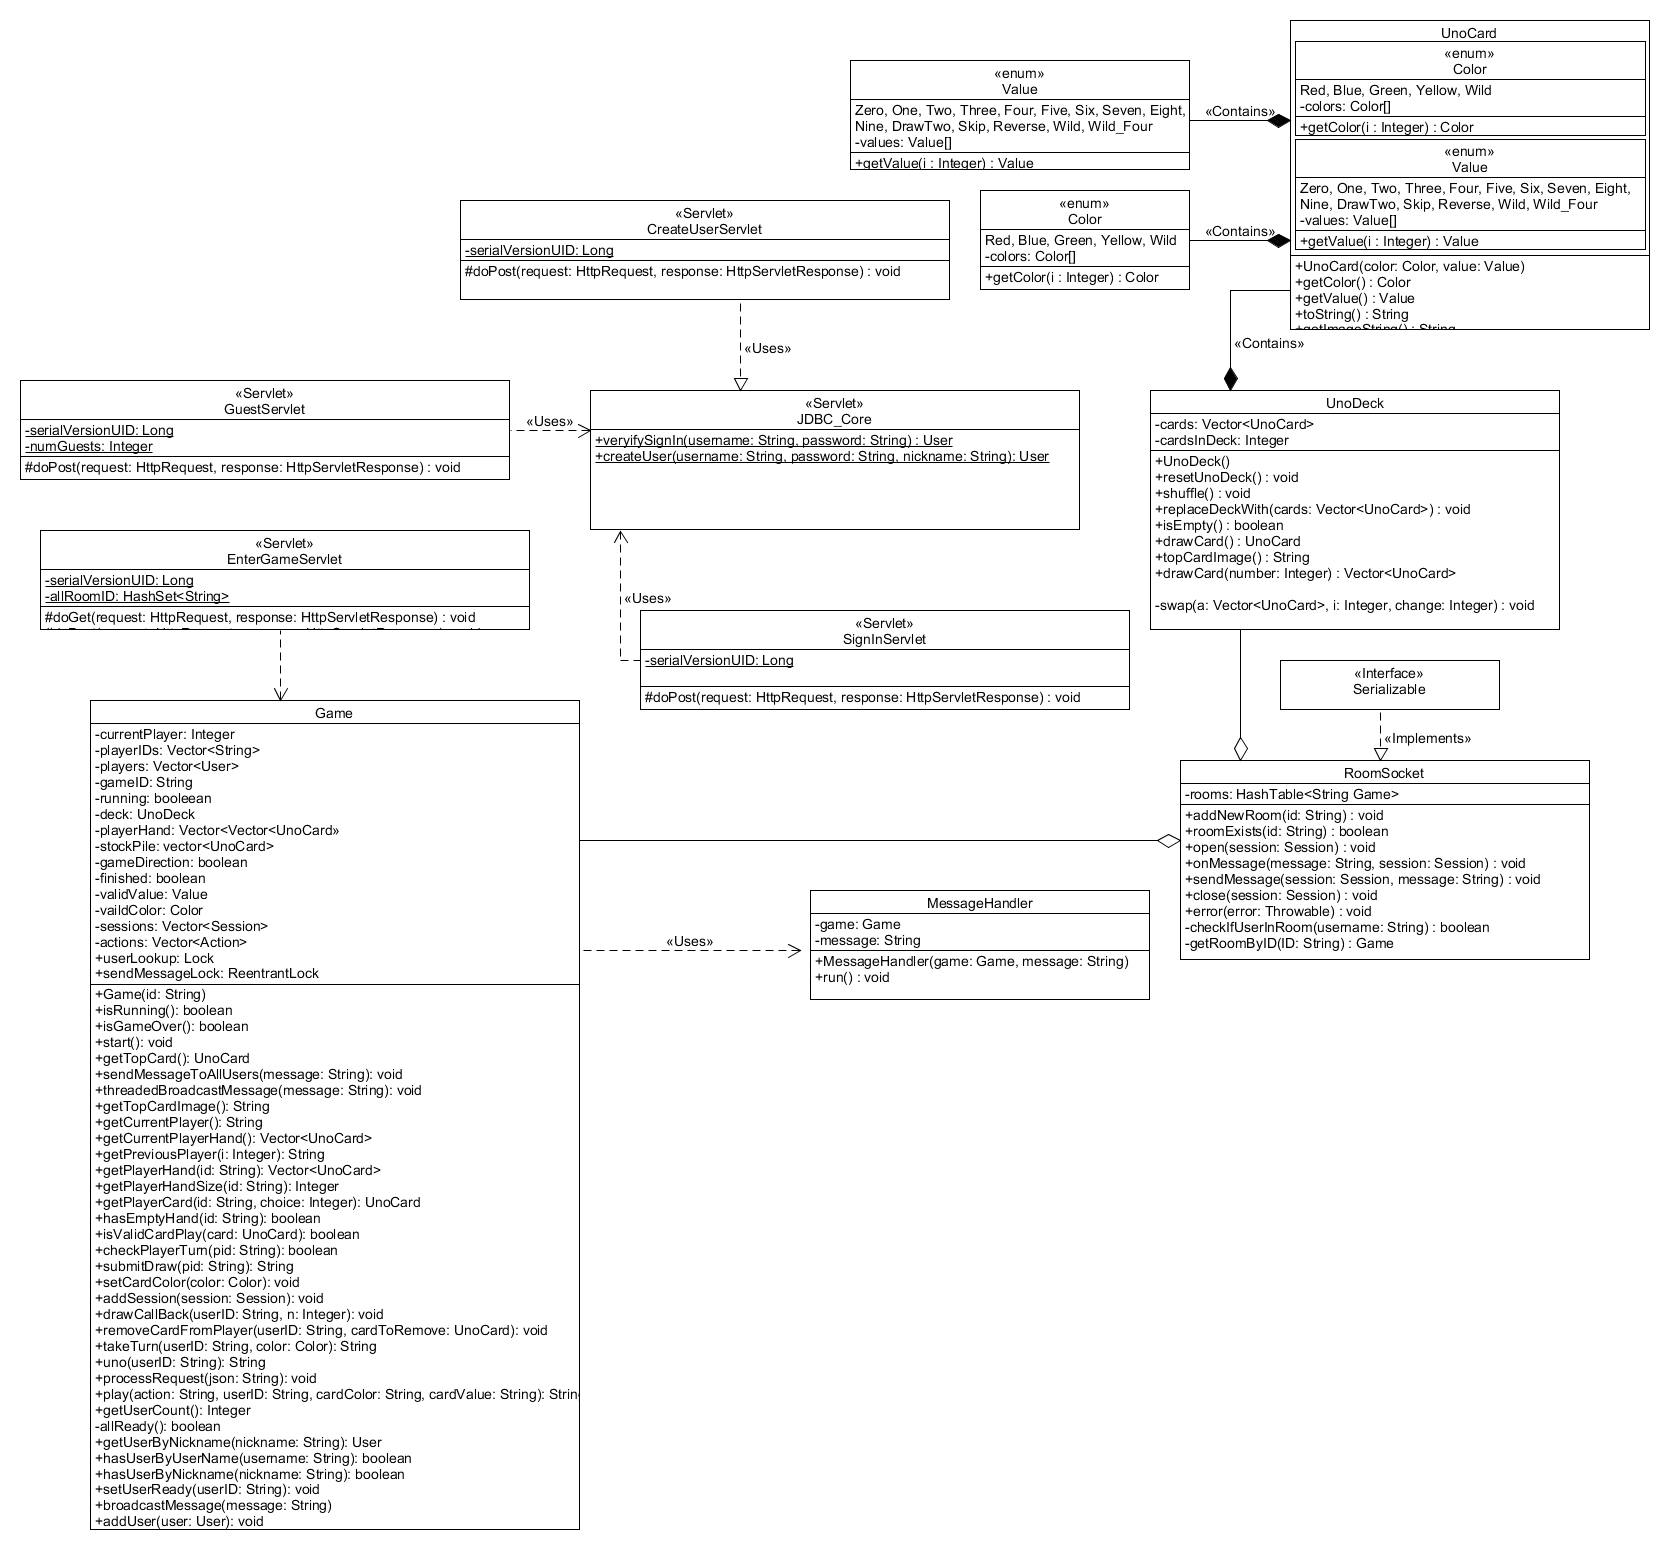 UnoCard
«enum»
Color
Red, Blue, Green, Yellow, Wild
-colors: Color[]
+getColor(i : Integer) : Color
«enum»
Value
Zero, One, Two, Three, Four, Five, Six, Seven, Eight,
Nine, DrawTwo, Skip, Reverse, Wild, Wild_Four
-values: Value[]
+getValue(i : Integer) : Value
+UnoCard(color: Color, value: Value)
+getColor() : Color
+getValue() : Value
+toString() : String
+getImageString() : String
«enum»
Value
Zero, One, Two, Three, Four, Five, Six, Seven, Eight,
Nine, DrawTwo, Skip, Reverse, Wild, Wild_Four
-values: Value[]
+getValue(i : Integer) : Value
«Contains»
«enum»
Color
Red, Blue, Green, Yellow, Wild
-colors: Color[]
+getColor(i : Integer) : Color
«Contains»
«Contains»
«Servlet»
CreateUserServlet
-serialVersionUID: Long
#doPost(request: HttpRequest, response: HttpServletResponse) : void
«Uses»
«Servlet»
GuestServlet
-serialVersionUID: Long
-numGuests: Integer
#doPost(request: HttpRequest, response: HttpServletResponse) : void
«Uses»
«Servlet»
JDBC_Core
+veryifySignIn(username: String, password: String) : User
+createUser(username: String, password: String, nickname: String): User
UnoDeck
-cards: Vector<UnoCard>
-cardsInDeck: Integer
+UnoDeck()
+resetUnoDeck() : void
+shuffle() : void
+replaceDeckWith(cards: Vector<UnoCard>) : void
+isEmpty() : boolean
+drawCard() : UnoCard
+topCardImage() : String
+drawCard(number: Integer) : Vector<UnoCard>
-swap(a: Vector<UnoCard>, i: Integer, change: Integer) : void
«Servlet»
EnterGameServlet
-serialVersionUID: Long
-allRoomID: HashSet<String>
#doGet(request: HttpRequest, response: HttpServletResponse) : void
«Uses»
«Servlet»
SignInServlet
-serialVersionUID: Long
#doPost(request: HttpRequest, response: HttpServletResponse) : void
«Interface»
Serializable
«Implements»
Game
-currentPlayer: Integer
-playerIDs: Vector<String>
-players: Vector<User>
-gameID: String
-running: booleean
-deck: UnoDeck
-playerHand: Vector<Vector<UnoCard»
-stockPile: vector<UnoCard>
-gameDirection: boolean
-finished: boolean
-validValue: Value
-vaildColor: Color
-sessions: Vector<Session>
-actions: Vector<Action>
+userLookup: Lock
+sendMessageLock: ReentrantLock
+Game(id: String)
+isRunning(): boolean
+isGameOver(): boolean
+start(): void
+getTopCard(): UnoCard
+sendMessageToAllUsers(message: String): void
+threadedBroadcastMessage(message: String): void
+getTopCardImage(): String
+getCurrentPlayer(): String
+getCurrentPlayerHand(): Vector<UnoCard>
+getPreviousPlayer(i: Integer): String
+getPlayerHand(id: String): Vector<UnoCard>
+getPlayerHandSize(id: String): Integer
+getPlayerCard(id: String, choice: Integer): UnoCard
+hasEmptyHand(id: String): boolean
+isValidCardPlay(card: UnoCard): boolean
+checkPlayerTurn(pid: String): boolean
+submitDraw(pid: String): String
+setCardColor(color: Color): void
+addSession(session: Session): void
+drawCallBack(userID: String, n: Integer): void
+removeCardFromPlayer(userID: String, cardToRemove: UnoCard): void
+takeTurn(userID: String, color: Color): String
+uno(userID: String): String
+processRequest(json: String): void
+play(action: String, userID: String, cardColor: String, cardValue: String): String
+getUserCount(): Integer
-allReady(): boolean
+getUserByNickname(nickname: String): User
+hasUserByUserName(username: String): boolean
+hasUserByNickname(nickname: String): boolean
+setUserReady(userID: String): void
+broadcastMessage(message: String)
+addUser(user: User): void
«Uses»
MessageHandler
-game: Game
-message: String
+MessageHandler(game: Game, message: String)
+run() : void
RoomSocket
-rooms: HashTable<String Game>
+addNewRoom(id: String) : void
+roomExists(id: String) : boolean
+open(session: Session) : void
+onMessage(message: String, session: Session) : void
+sendMessage(session: Session, message: String) : void
+close(session: Session) : void
+error(error: Throwable) : void
-checkIfUserInRoom(username: String) : boolean
-getRoomByID(ID: String) : Game